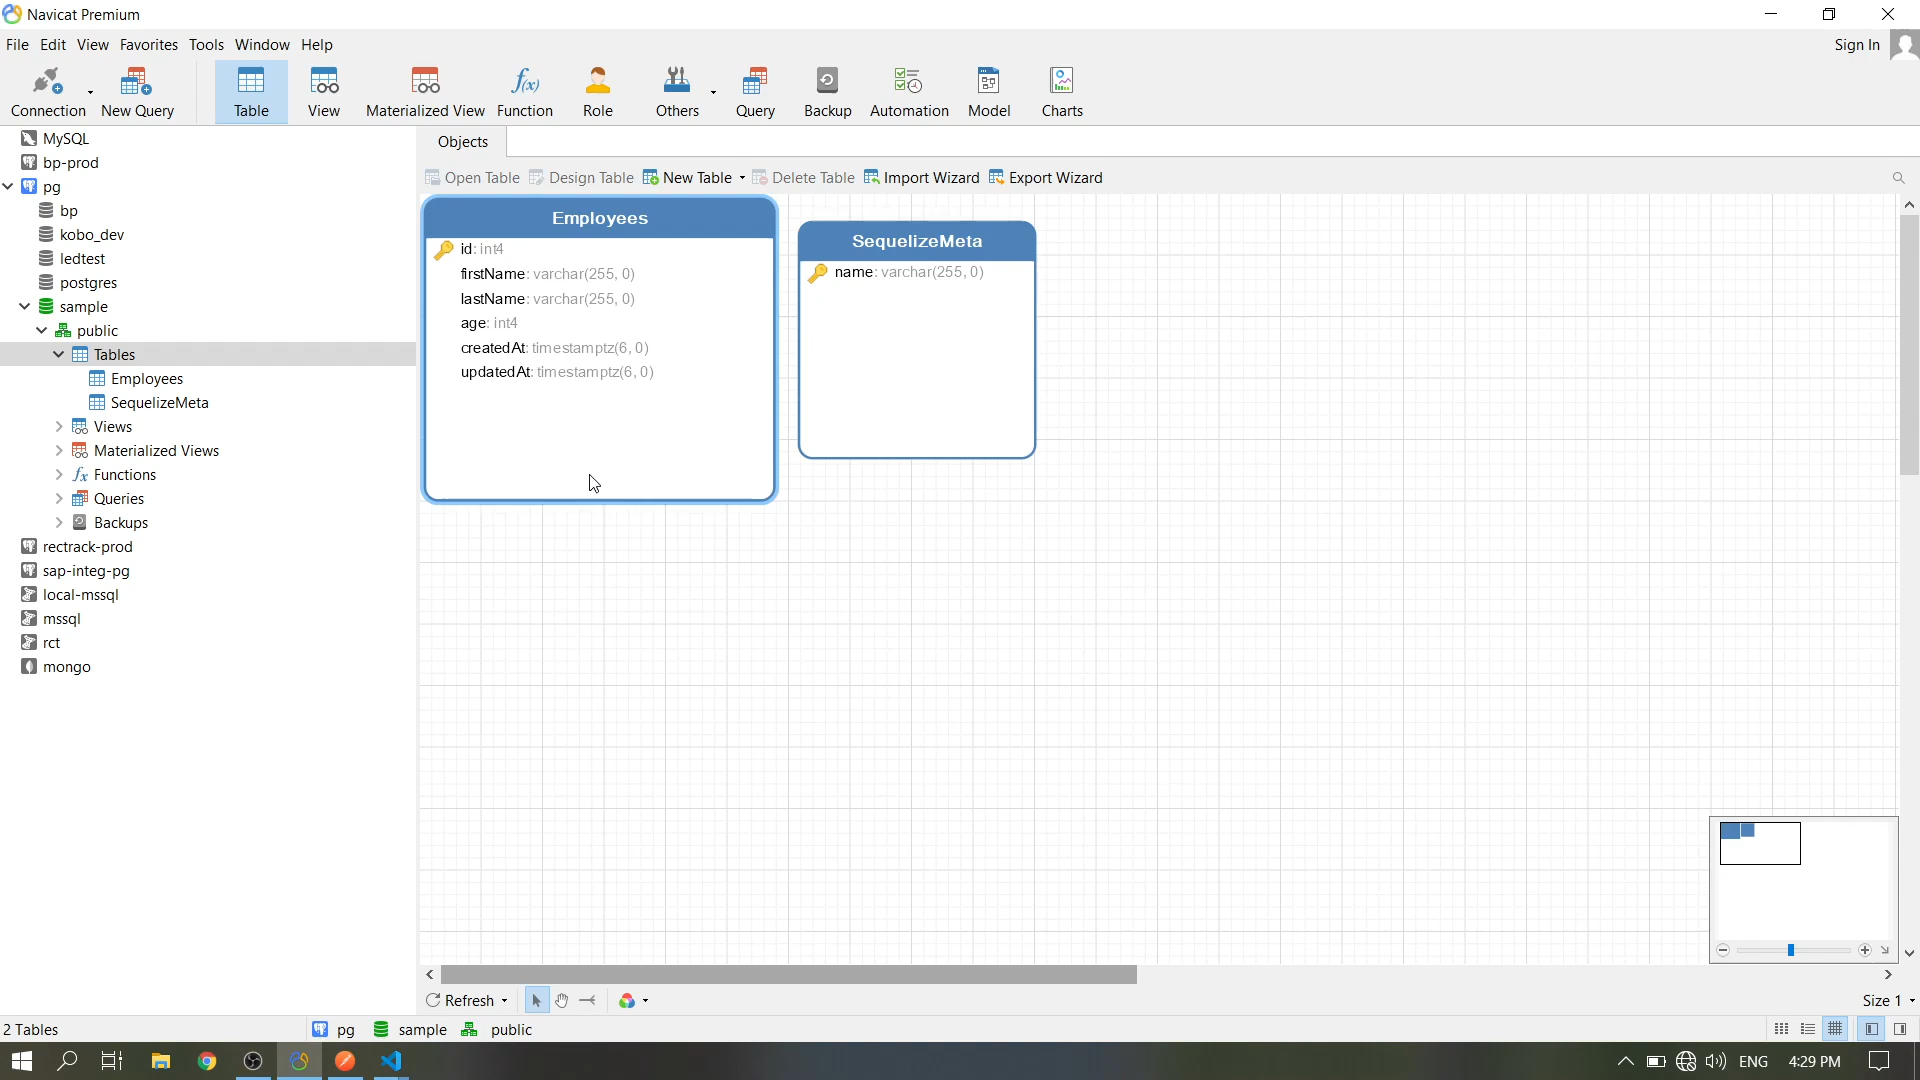 Navicat Premium
File Edit View Favorites Tools Window Help Sign In
Connection New Query Table View Materialized View Function Role Others Query Backup Automation Model Charts
MySQL
bp-prod
pg
bp
kobo_dev
ledtest
postgres
sample
public
Tables
Employees
SequelizeMeta
Views
Materialized Views
Functions
Queries
Backups
rectrack-prod
sap-integ-pg
local-mssql
mssql
rct
mongo
Objects
Open Table Design Table New Table Delete Table Import Wizard Export Wizard
Employees
id: int4
firstName: varchar(255, 0)
lastName: varchar(255, 0)
age: int4
createdAt: timestamptz(6, 0)
updatedAt: timestamptz(6, 0)
SequelizeMeta
name: varchar(255, 0)
Refresh Size 1
2 Tables pg sample public
ENG 4:29 PM